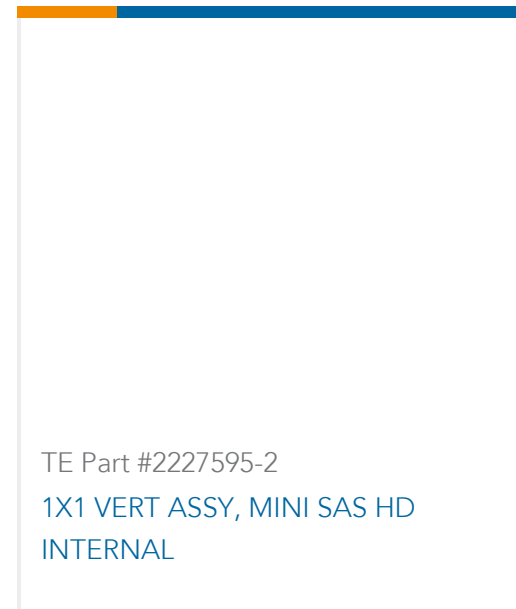 TE Part #2227595-2
1X1 VERT ASSY, MINI SAS HD
INTERNAL